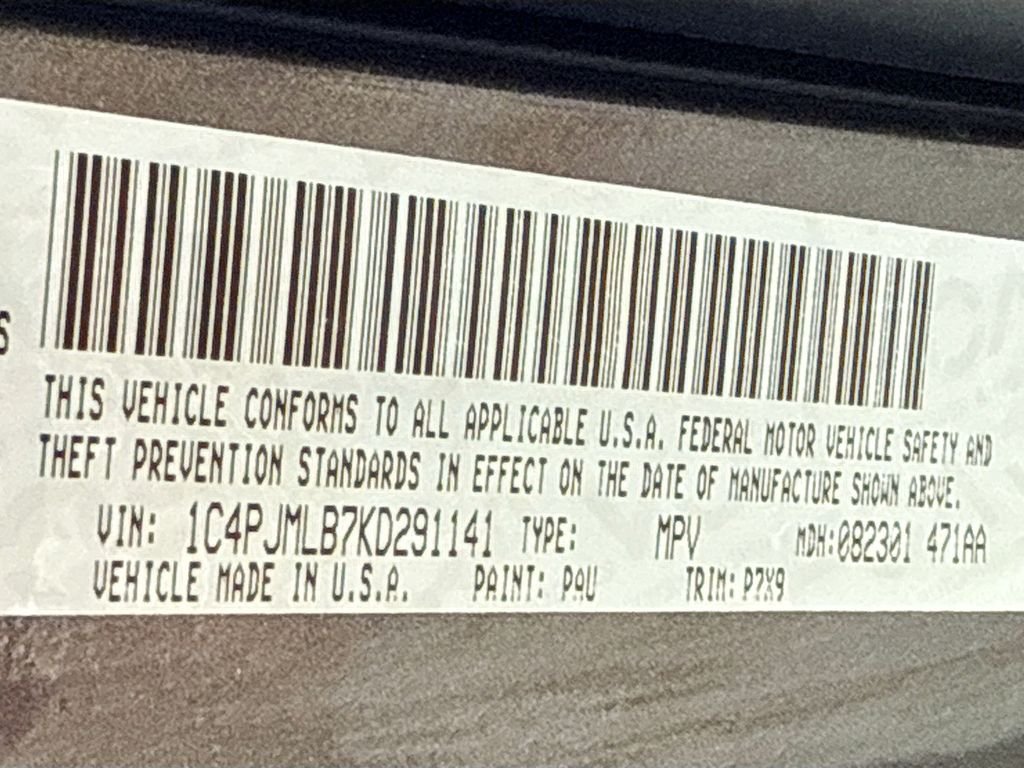 S
THIS VEHICLE CONFORMS TO ALL APPLICABLE U.S.A. FEDERAL MOTOR VEHICLE SAFETY AND
THEFT PREVENTION STANDARDS IN EFFECT ON THE DATE OF MANUFACTURE SHOWN ABOVE.
VIN: 1C4PJMLB7KD291141 TYPE: MPV MDH:082301 471AA
VEHICLE MADE IN U.S.A. PAINT: PAU TRIM: P7X9